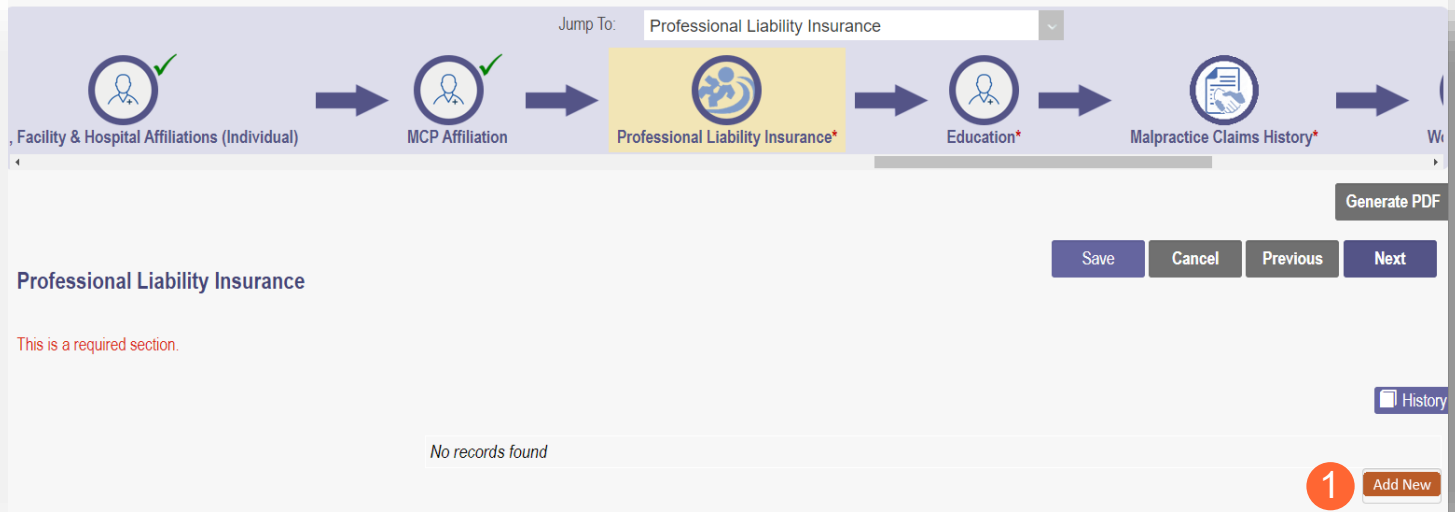 Jump To: Professional Liability Insurance
, Facility & Hospital Affiliations (Individual) MCP Affiliation Professional Liability Insurance* Education* Malpractice Claims History*
Generate PDF
Save Cancel Previous Next
Professional Liability Insurance
This is a required section.
History
No records found
1 Add New